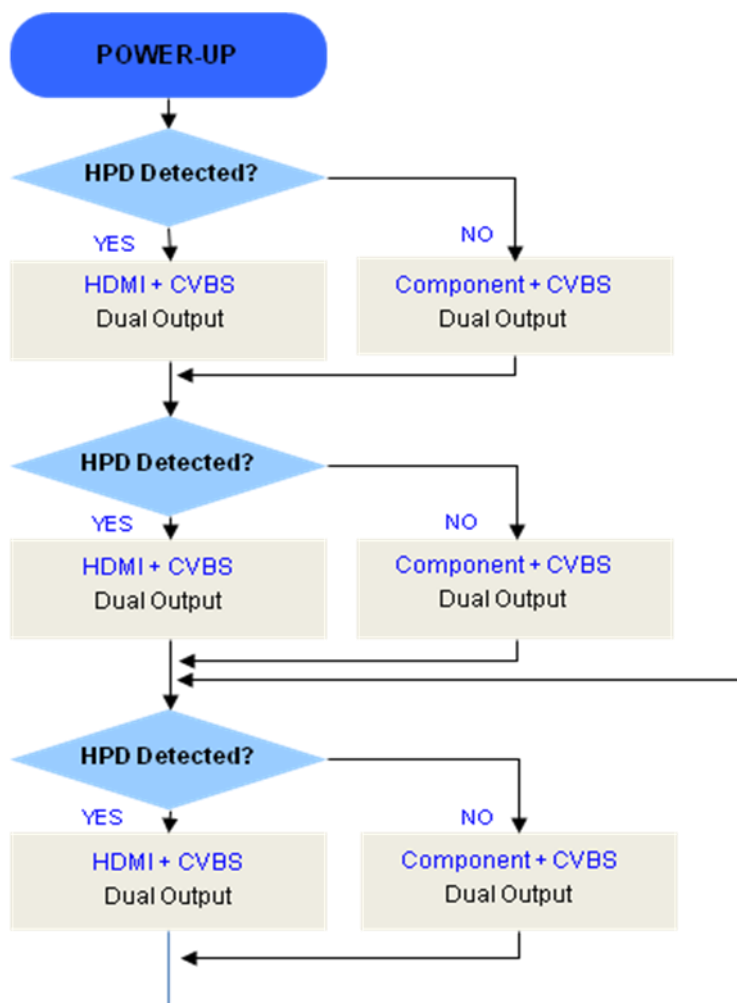 POWER-UP
HPD Detected?
YES
NO
HDMI + CVBS
Dual Output
Component + CVBS
Dual Output
HPD Detected?
YES
NO
HDMI + CVBS
Dual Output
Component + CVBS
Dual Output
HPD Detected?
YES
NO
HDMI + CVBS
Dual Output
Component + CVBS
Dual Output